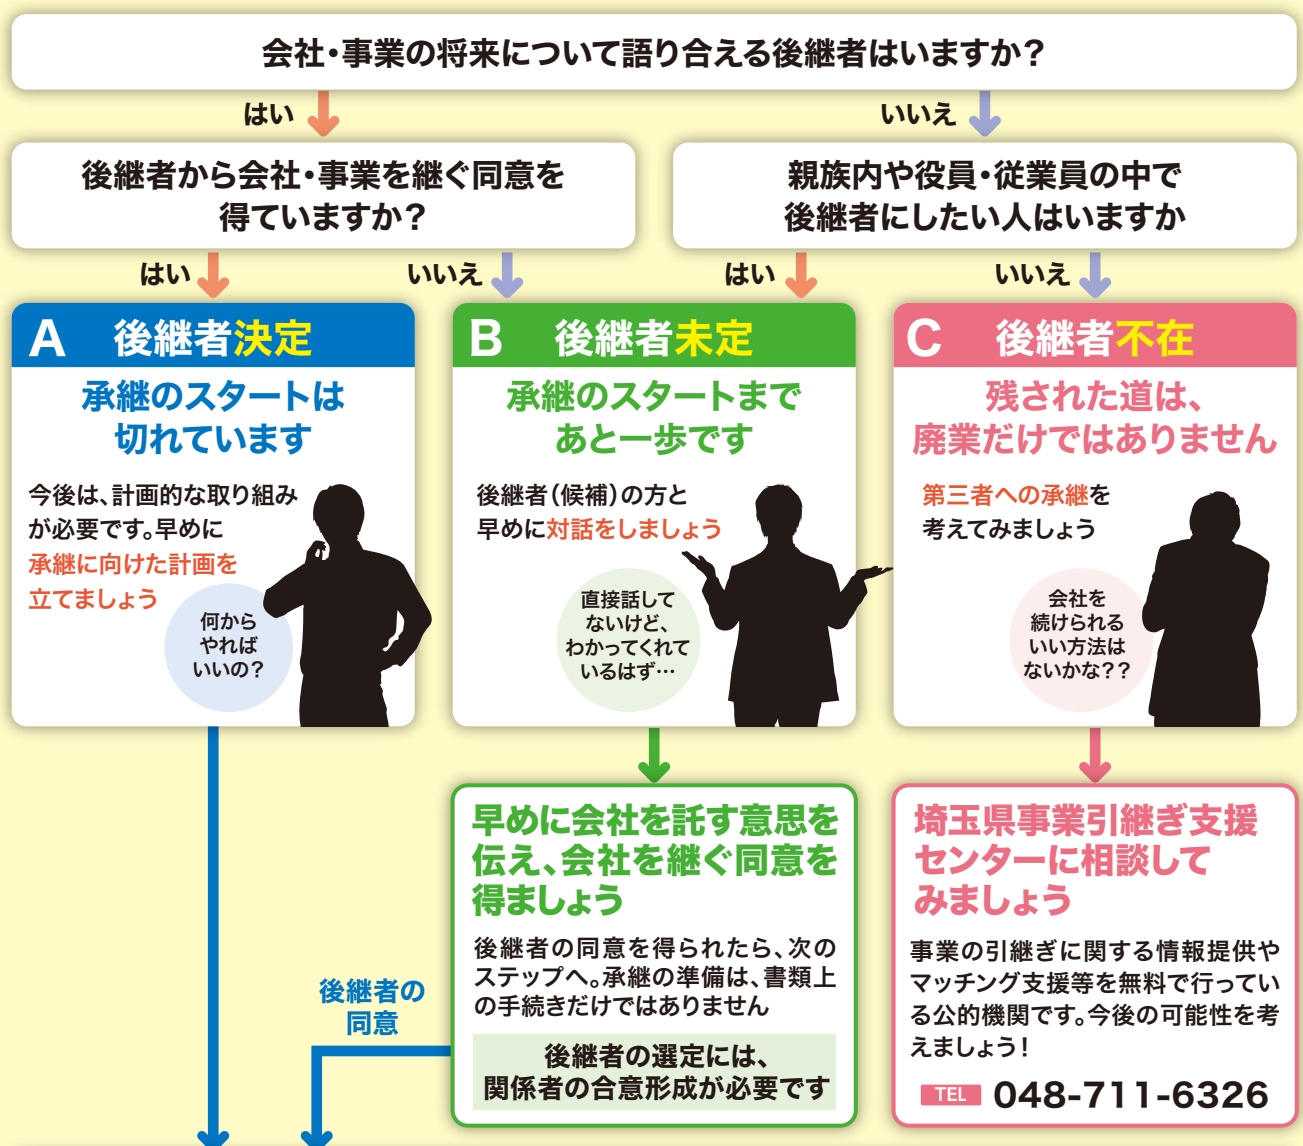 会社・事業の将来について語り合える後継者はいますか？
はい
いいえ
後継者から会社・事業を継ぐ同意を
得ていますか？
親族内や役員・従業員の中で
後継者にしたい人はいますか
はい
いいえ
はい
いいえ
A 後継者決定
承継のスタートは
切れています
今後は、計画的な取り組み
が必要です。早めに
承継に向けた計画を
立てましょう
何から
やれば
いいの？
B 後継者未定
承継のスタートまで
あと一歩です
後継者（候補）の方と
早めに対話をしましょう
直接話して
ないけど、
わかってくれて
いるはず…
C 後継者不在
残された道は、
廃業だけではありません
第三者への承継を
考えてみましょう
会社を
続けられる
いい方法は
ないかな？？
後継者の
同意
早めに会社を託す意思を
伝え、会社を継ぐ同意を
得ましょう
後継者の同意を得られたら、次の
ステップへ。承継の準備は、書類上
の手続きだけではありません
後継者の選定には、
関係者の合意形成が必要です
埼玉県事業引継ぎ支援
センターに相談して
みましょう
事業の引継ぎに関する情報提供や
マッチング支援等を無料で行ってい
る公的機関です。今後の可能性を考
えましょう！
TEL 048-711-6326